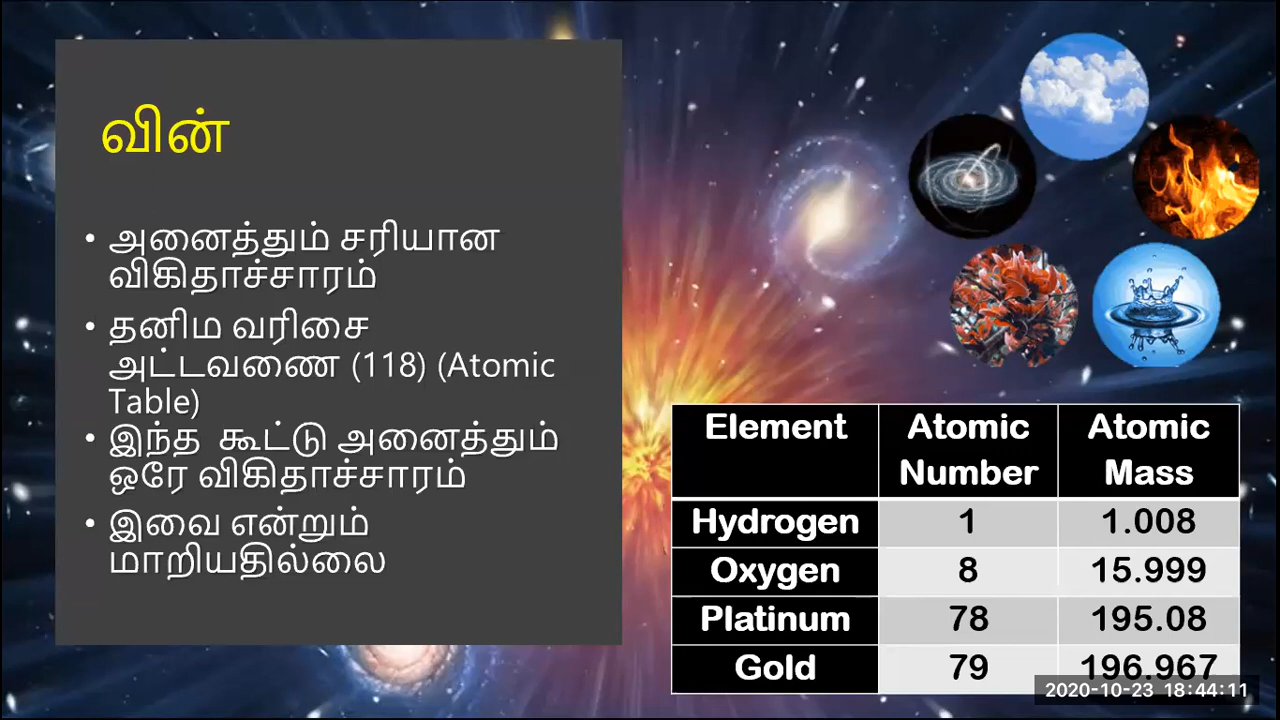 வின்
• அனைத்தும் சரியான
விகிதாச்சாரம்
• தனிம வரிசை
அட்டவணை (118) (Atomic
Table)
• இந்த கூட்டு அனைத்தும்
ஒரே விகிதாச்சாரம்
• இவை என்றும்
மாறியதில்லை
Element Atomic Number Atomic Mass
Hydrogen 1 1.008
Oxygen 8 15.999
Platinum 78 195.08
Gold 79 196.967
2020-10-23 18:44:11